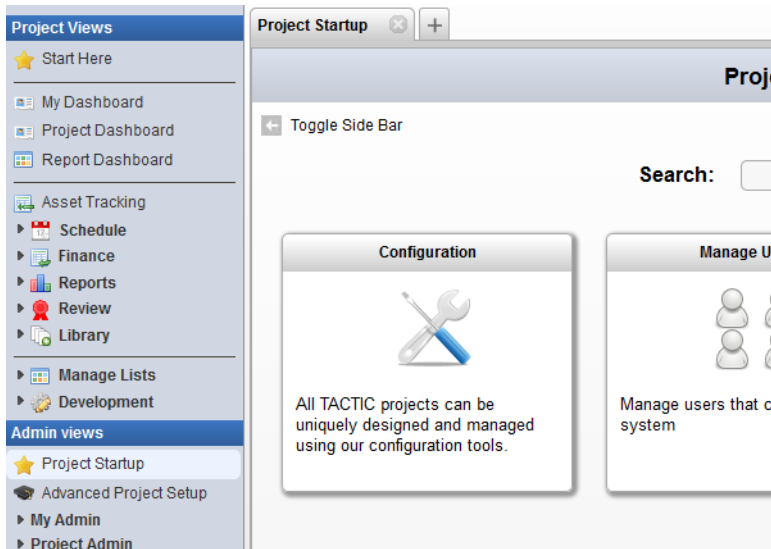 Project Views
Start Here
My Dashboard
Project Dashboard
Report Dashboard
Asset Tracking
Schedule
Finance
Reports
Review
Library
Manage Lists
Development
Admin views
Project Startup
Advanced Project Setup
My Admin
Project Admin
Project Startup
Toggle Side Bar
Search:
Configuration
All TACTIC projects can be
uniquely designed and managed
using our configuration tools.
Manage U
Manage users that c
system